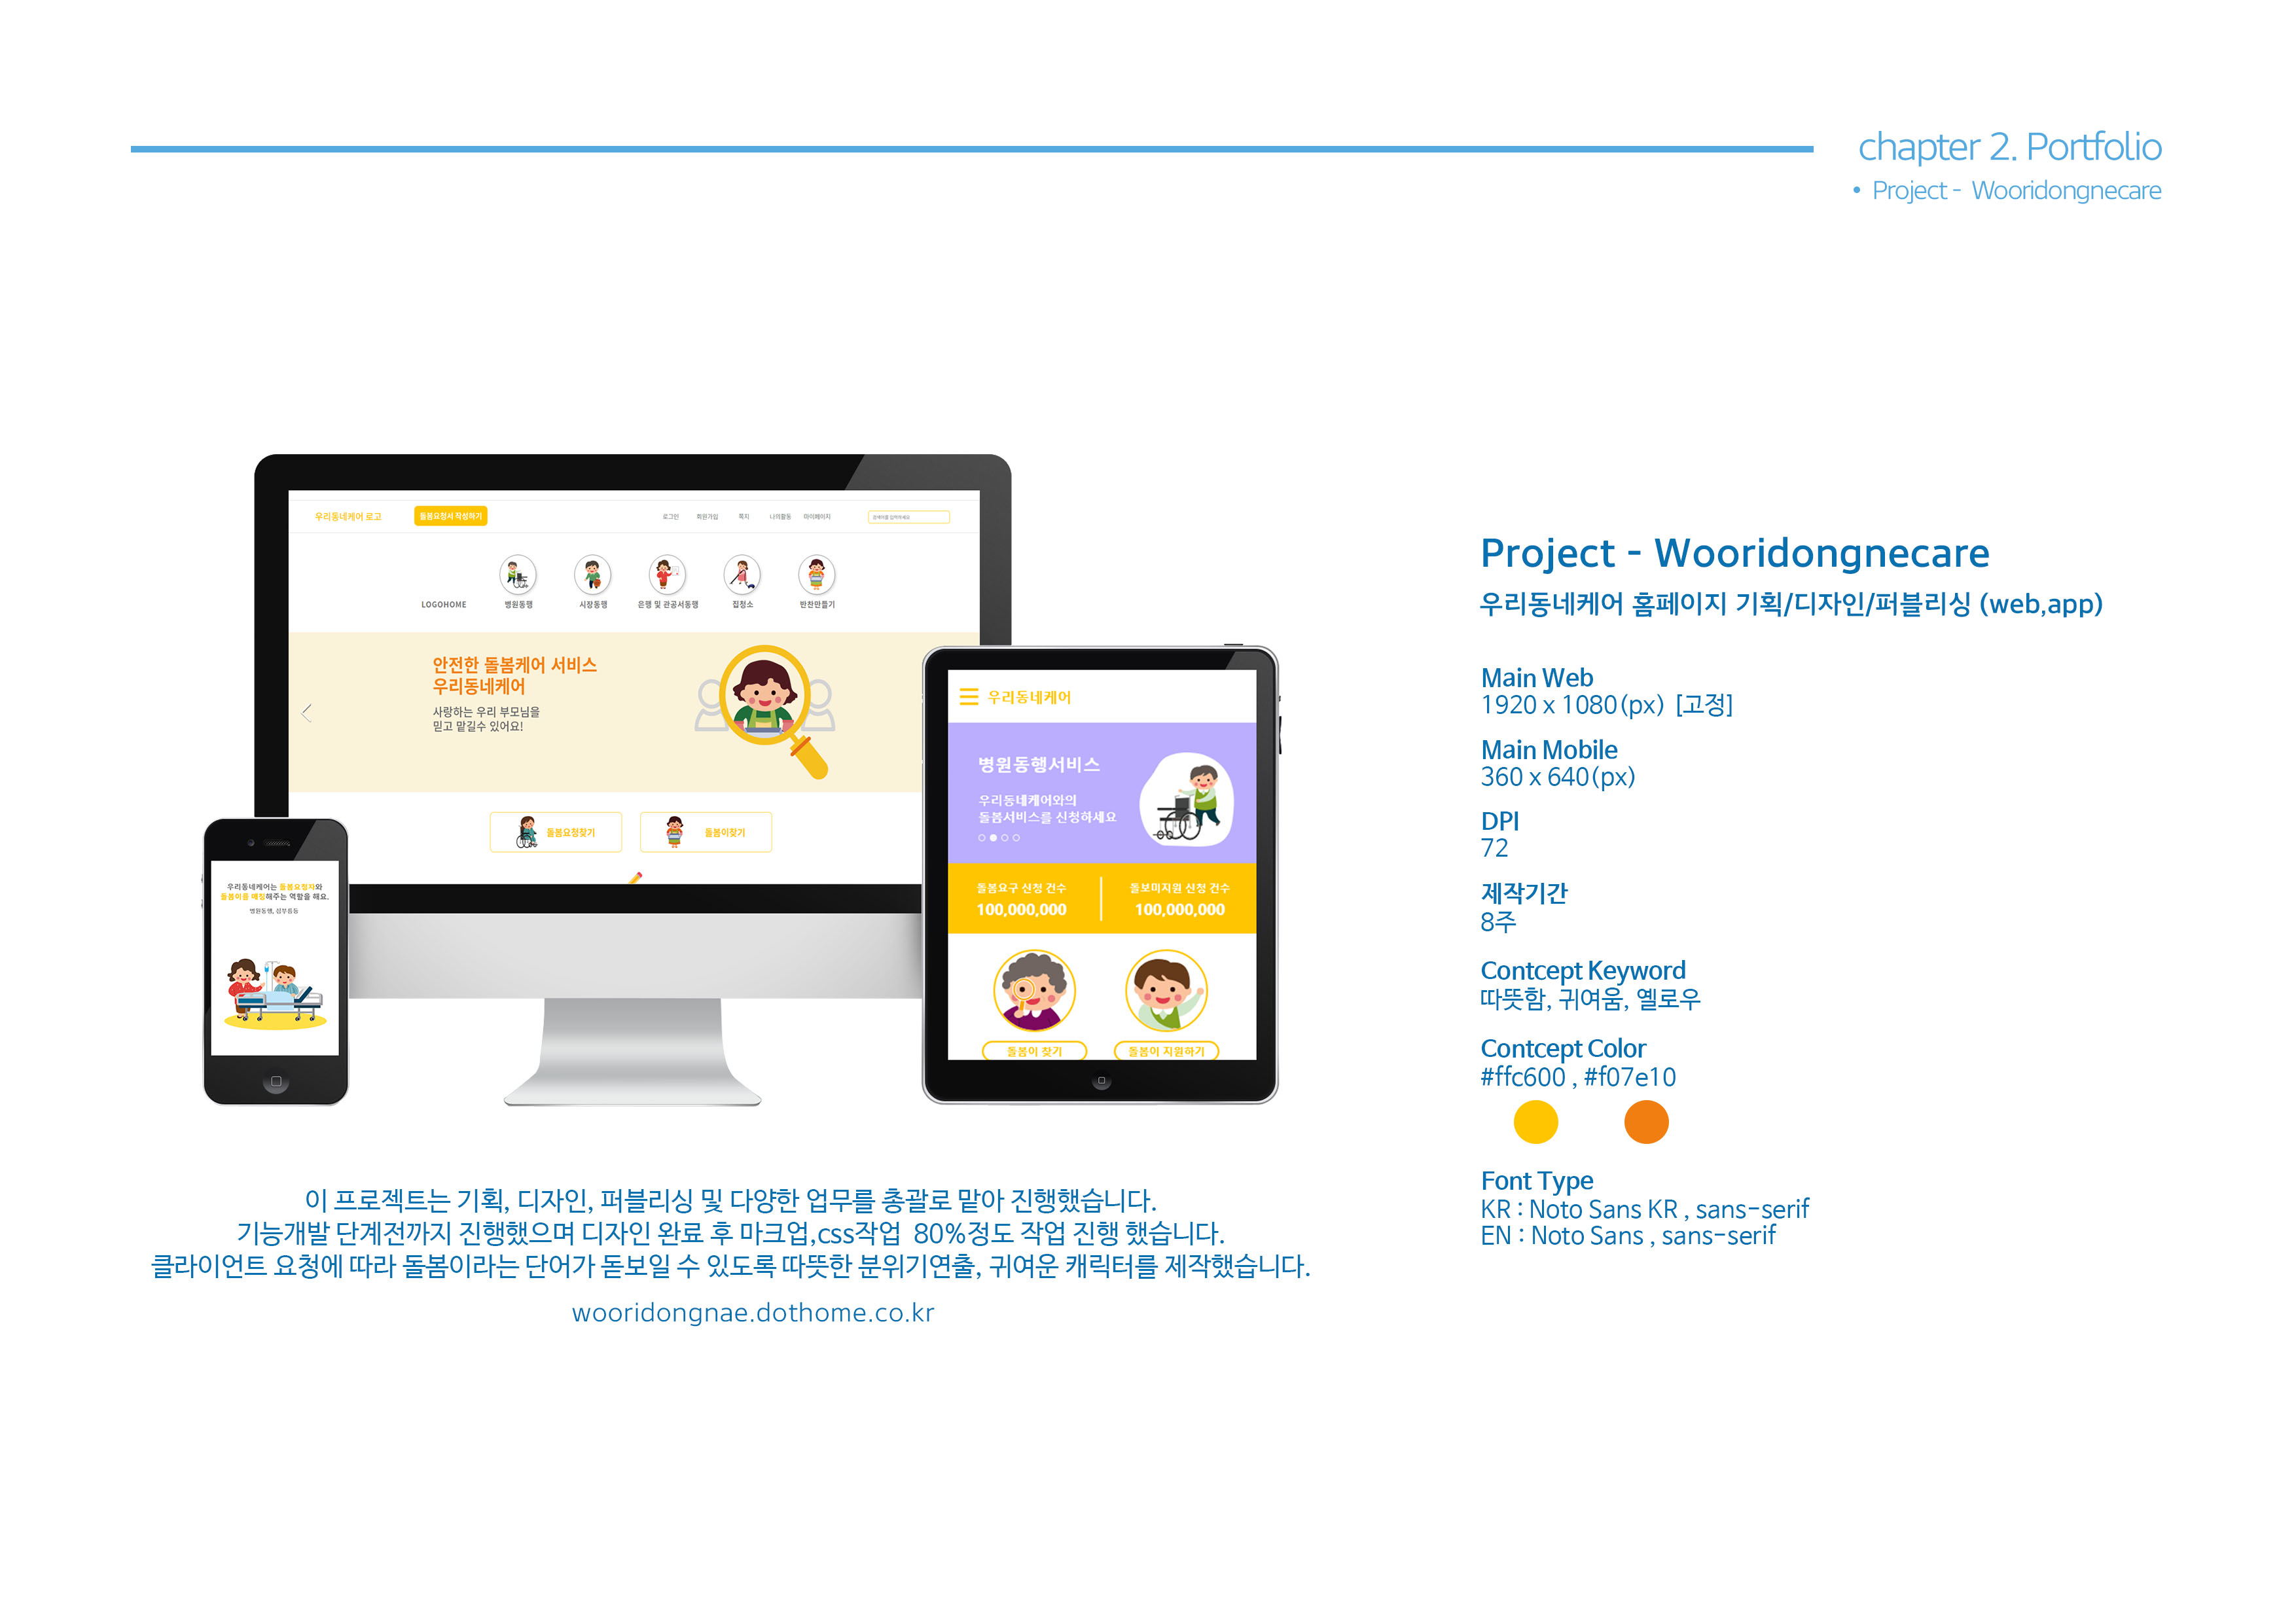 chapter 2. Portfolio
• Project - Wooridongnecare
우리동네케어 로고
돌봄요청서 작성하기
로그인 회원가입 쪽지 나의활동 마이페이지
검색어를 입력하세요
LOGOHOME 병원동행 시장동행 은행 및 관공서동행 집청소 반찬만들기
안전한 돌봄케어 서비스
우리동네케어
사랑하는 우리 부모님을
믿고 맡길수 있어요!
돌봄요청찾기 돌봄이찾기
우리동네케어는 돌봄요청자와
돌봄이를 매칭해주는 역할을 해요.
병원동행, 심부름등
우리동네케어
병원동행서비스
우리동네케어와의
돌봄서비스를 신청하세요
돌봄요구 신청 건수 돌보미지원 신청 건수
100,000,000 100,000,000
돌봄이 찾기 돌봄이 지원하기
이 프로젝트는 기획, 디자인, 퍼블리싱 및 다양한 업무를 총괄로 맡아 진행했습니다.
기능개발 단계전까지 진행했으며 디자인 완료 후 마크업,css작업 80%정도 작업 진행 했습니다.
클라이언트 요청에 따라 돌봄이라는 단어가 돋보일 수 있도록 따뜻한 분위기연출, 귀여운 캐릭터를 제작했습니다.
wooridongnae.dothome.co.kr
Project - Wooridongnecare
우리동네케어 홈페이지 기획/디자인/퍼블리싱 (web,app)
Main Web
1920 x 1080(px) [고정]
Main Mobile
360 x 640(px)
DPI
72
제작기간
8주
Contcept Keyword
따뜻함, 귀여움, 옐로우
Contcept Color
#ffc600 , #f07e10
Font Type
KR : Noto Sans KR , sans-serif
EN : Noto Sans , sans-serif